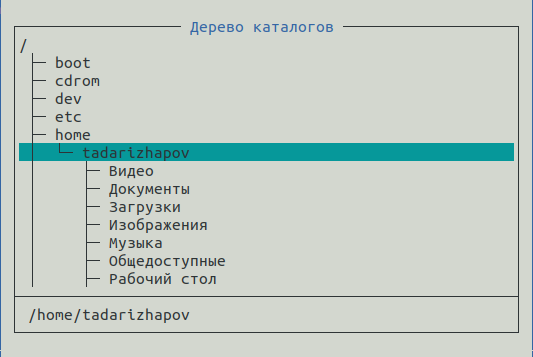 Дерево каталогов
/
boot
cdrom
dev
etc
home
tadarizhapov
Видео
Документы
Загрузки
Изображения
Музыка
Общедоступные
Рабочий стол
/home/tadarizhapov